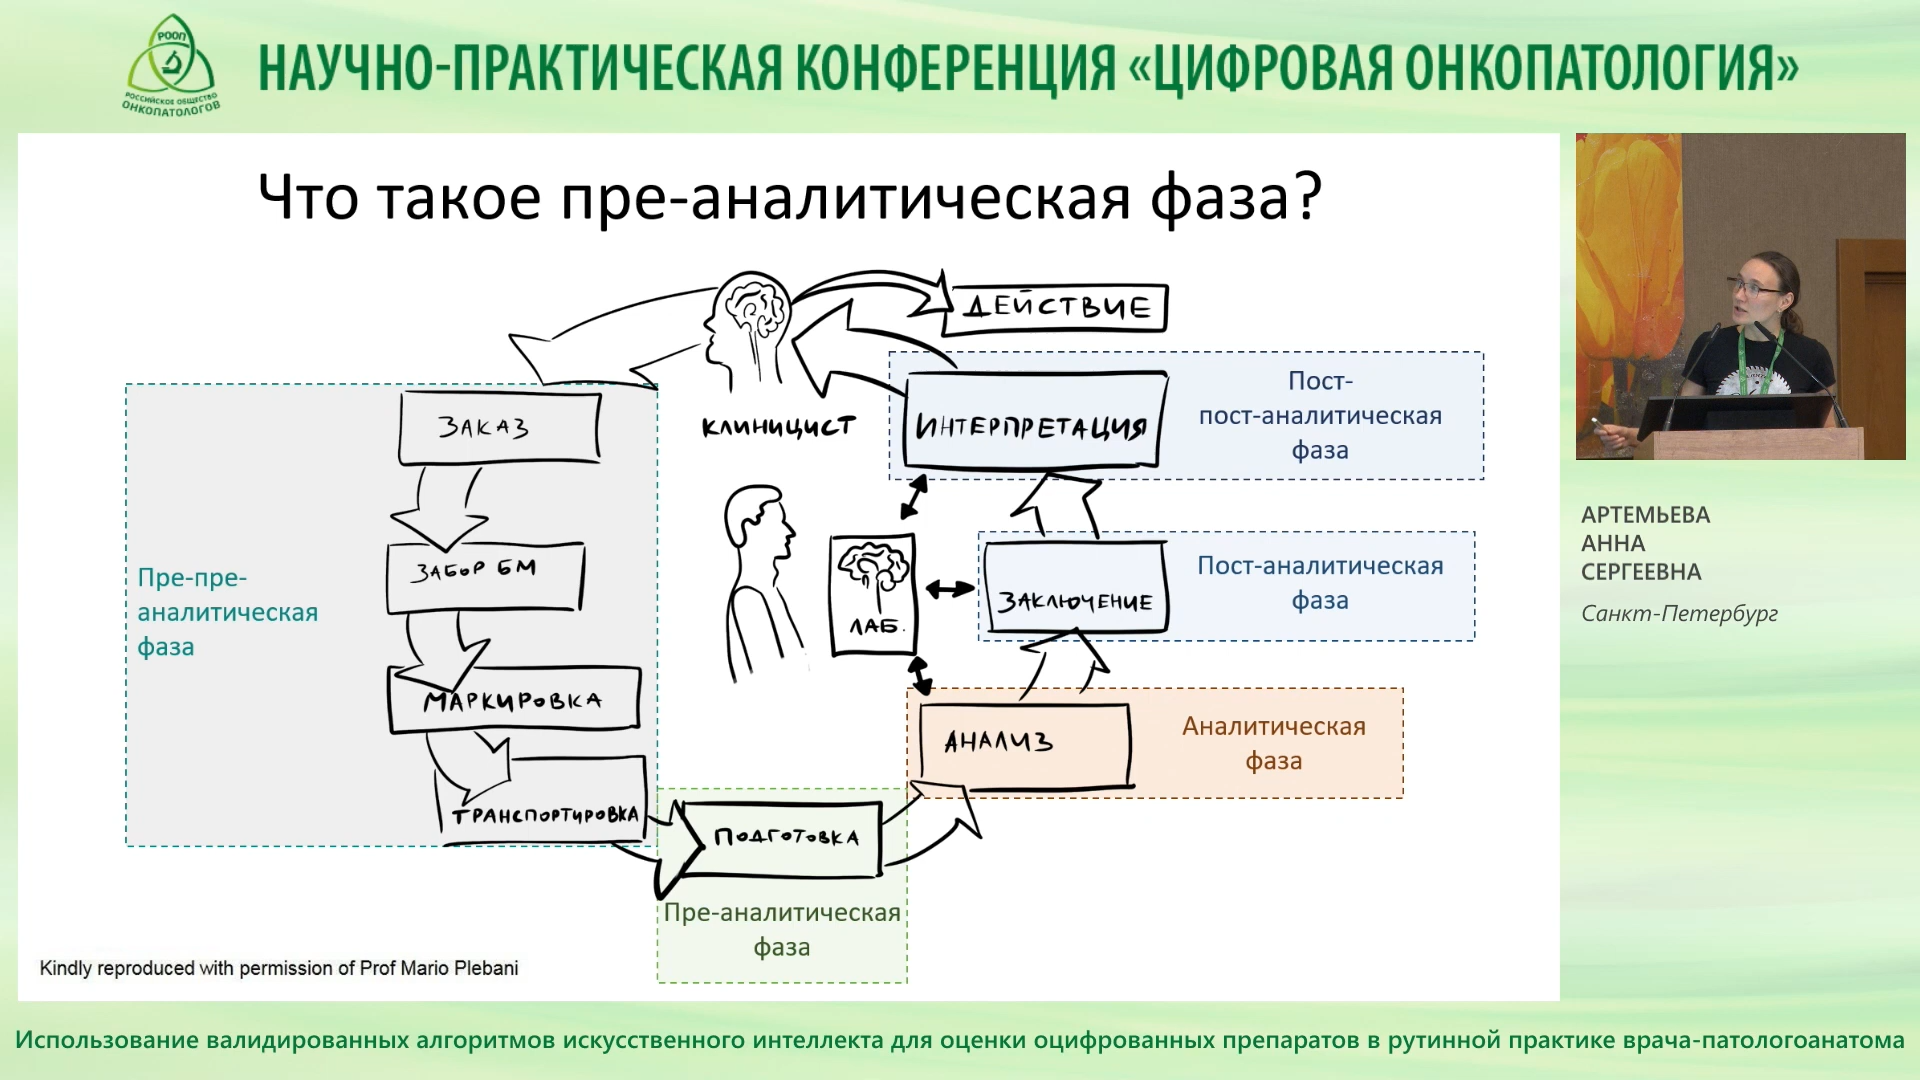 РООП
РОССИЙСКОЕ ОБЩЕСТВО
ОНКОПАТОЛОГОВ
НАУЧНО-ПРАКТИЧЕСКАЯ КОНФЕРЕНЦИЯ «ЦИФРОВАЯ ОНКОПАТОЛОГИЯ»
Что такое пре-аналитическая фаза?
ДЕЙСТВИЕ
ЗАКАЗ
КЛИНИЦИСТ
ИНТЕРПРЕТАЦИЯ
Пост-
пост-аналитическая
фаза
ЗАБОР БМ
Пре-пре-
аналитическая
фаза
ЛАБ.
ЗАКЛЮЧЕНИЕ
Пост-аналитическая
фаза
МАРКИРОВКА
АНАЛИЗ
Аналитическая
фаза
ТРАНСПОРТИРОВКА
ПОДГОТОВКА
Пре-аналитическая
фаза
Kindly reproduced with permission of Prof Mario Plebani
АРТЕМЬЕВА
АННА
СЕРГЕЕВНА
Санкт-Петербург
Использование валидированных алгоритмов искусственного интеллекта для оценки оцифрованных препаратов в рутинной практике врача-патологоанатома